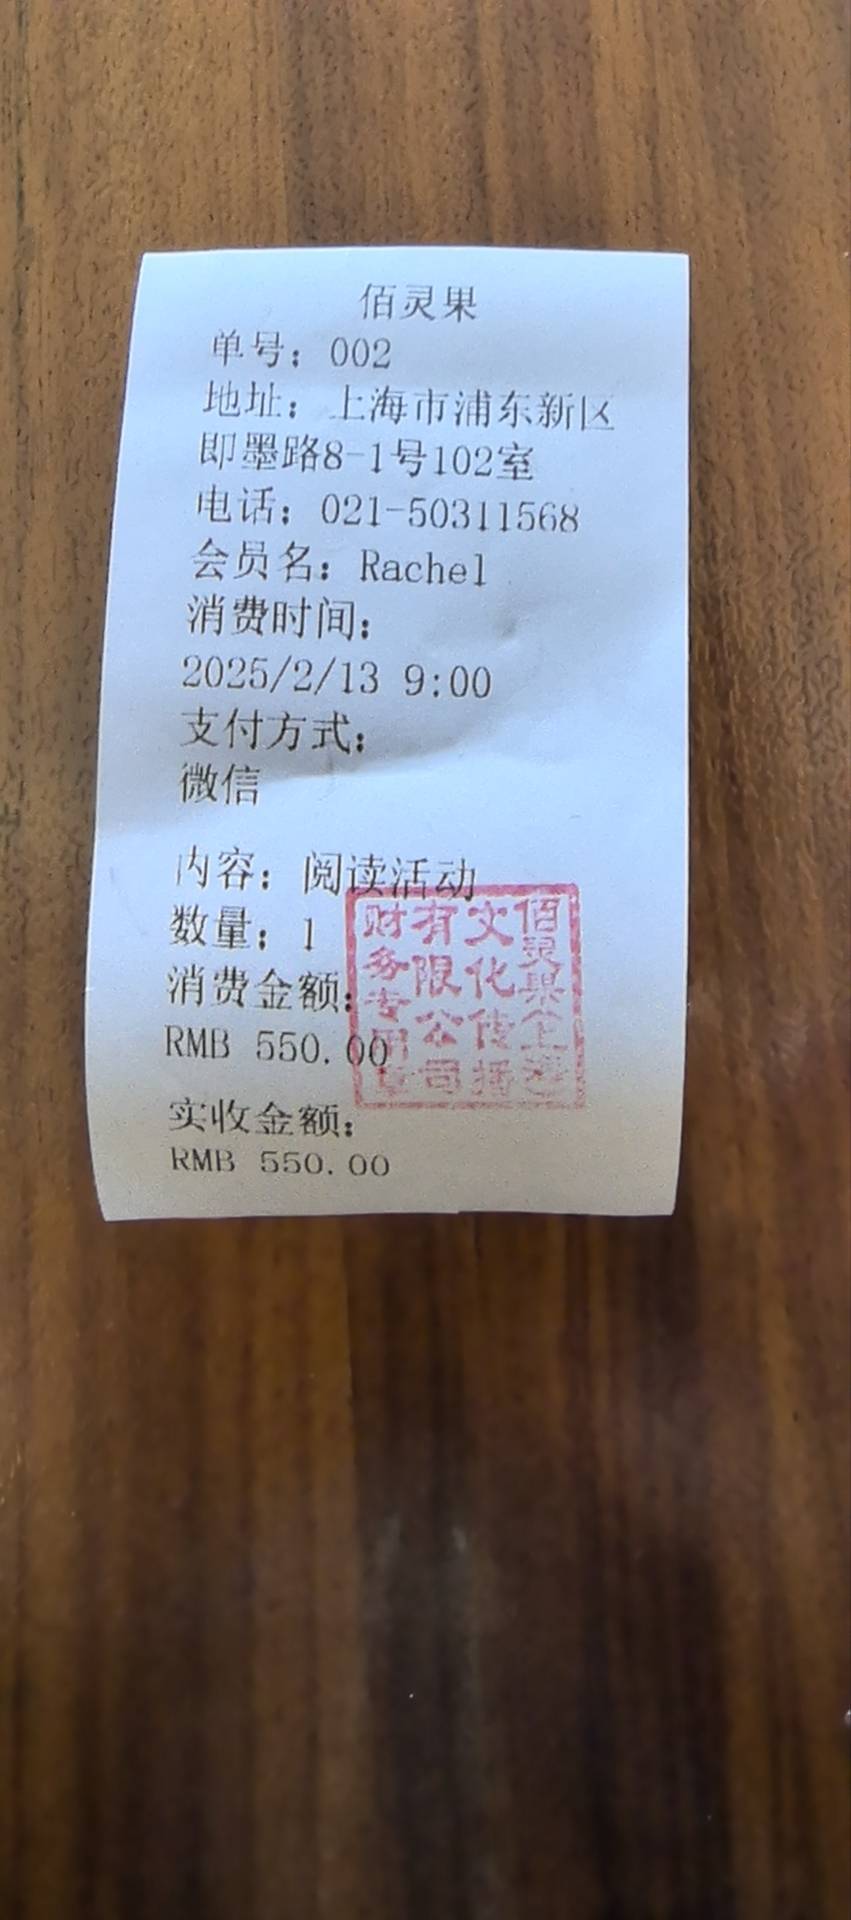 佰灵果
单号：002
地址：上海市浦东新区
即墨路8-1号102室
电话：021-50311568
会员名：Rachel
消费时间：
2025/2/13 9:00
支付方式：
微信
内容：阅读活动
数量：1
消费金额：
RMB 550.00
实收金额：
RMB 550.00
佰灵果
文化传播
有限公司
财务专用章